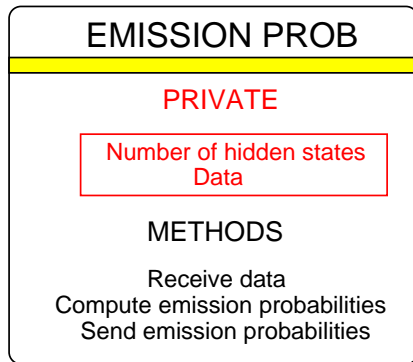 EMISSION PROB
PRIVATE
Number of hidden states
Data
METHODS
Receive data
Compute emission probabilities
Send emission probabilities